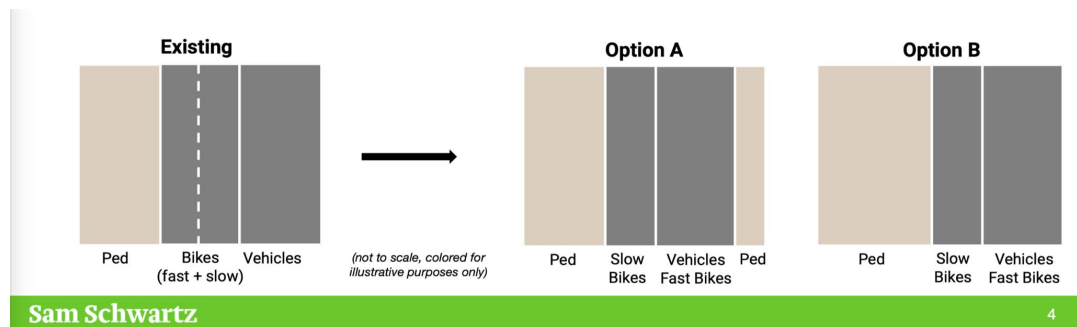 Existing
Option A
Option B
Ped
Bikes
(fast + slow)
Vehicles
(not to scale, colored for
illustrative purposes only)
Ped
Slow
Bikes
Vehicles
Fast Bikes
Ped
Ped
Slow
Bikes
Vehicles
Fast Bikes
Sam Schwartz
4